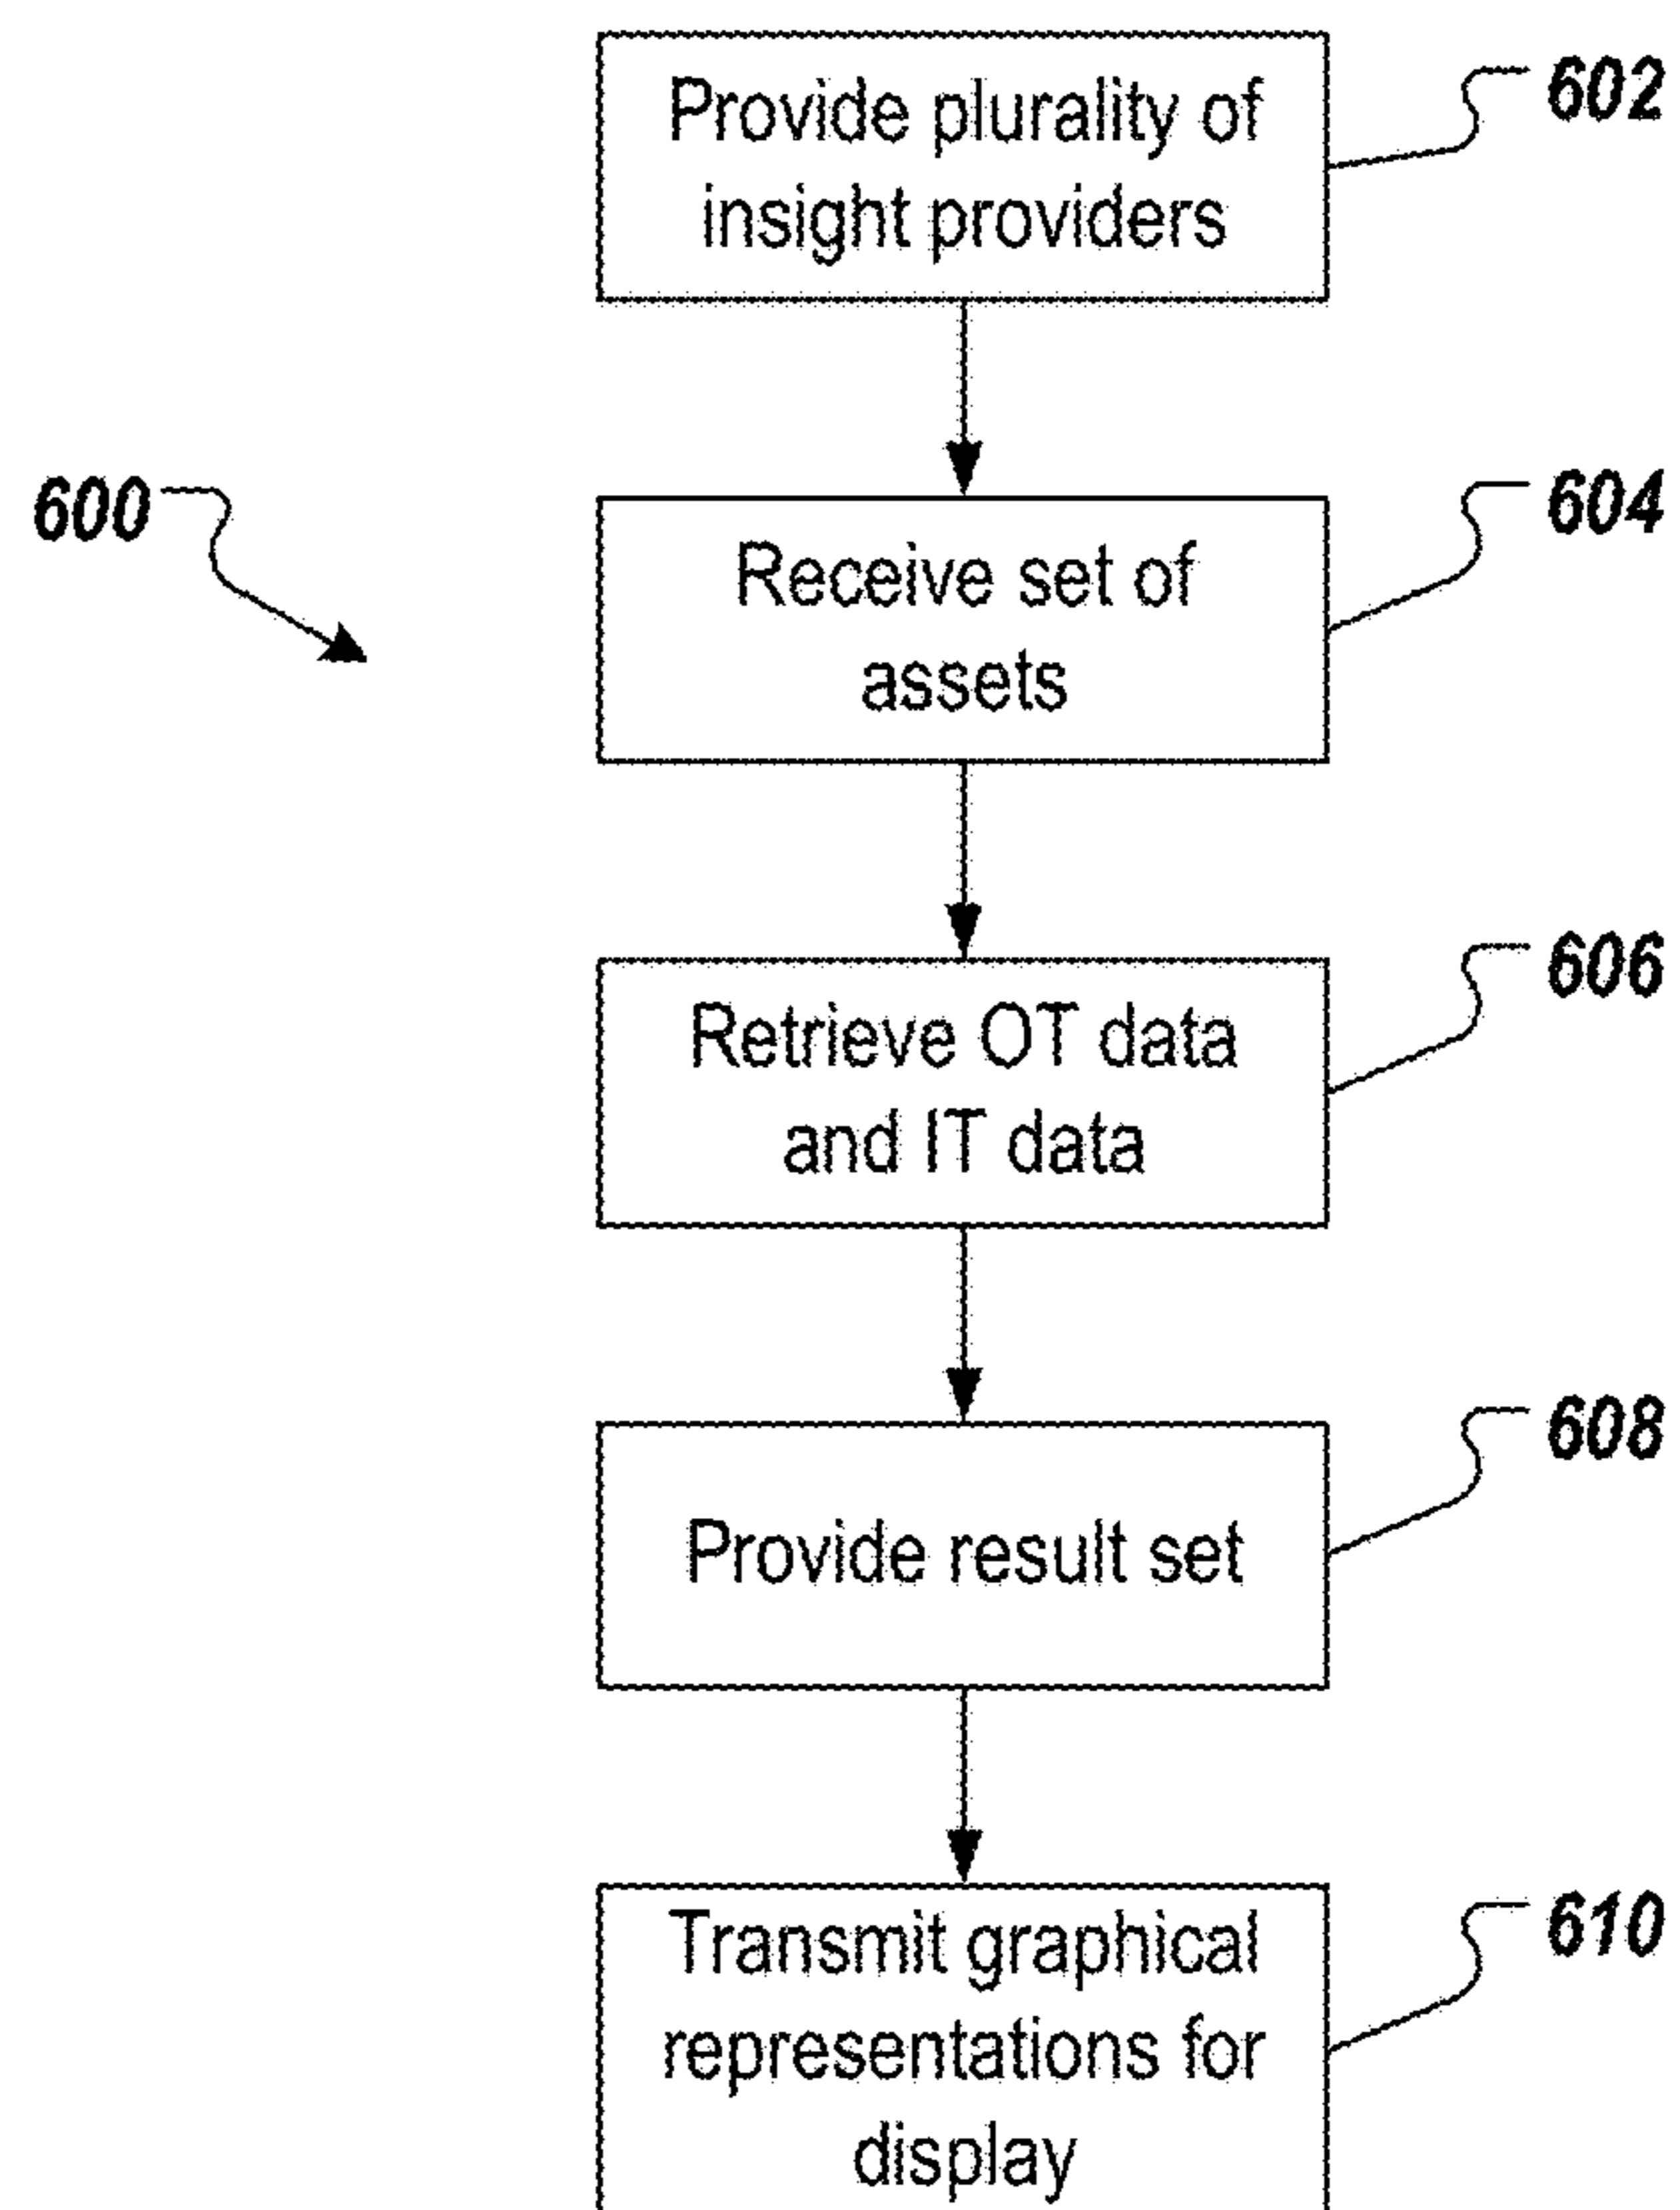 Provide plurality of
insight providers
602
600
Receive set of
assets
604
Retrieve OT data
and IT data
606
Provide result set
608
Transmit graphical
representations for
display
610